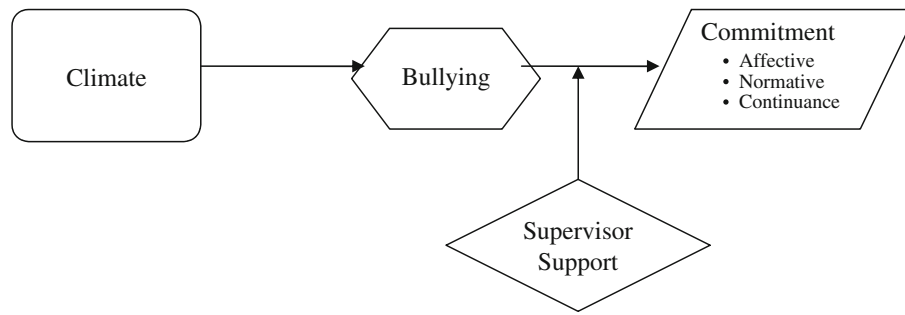 Climate
Bullying
Commitment
• Affective
• Normative
• Continuance
Supervisor
Support